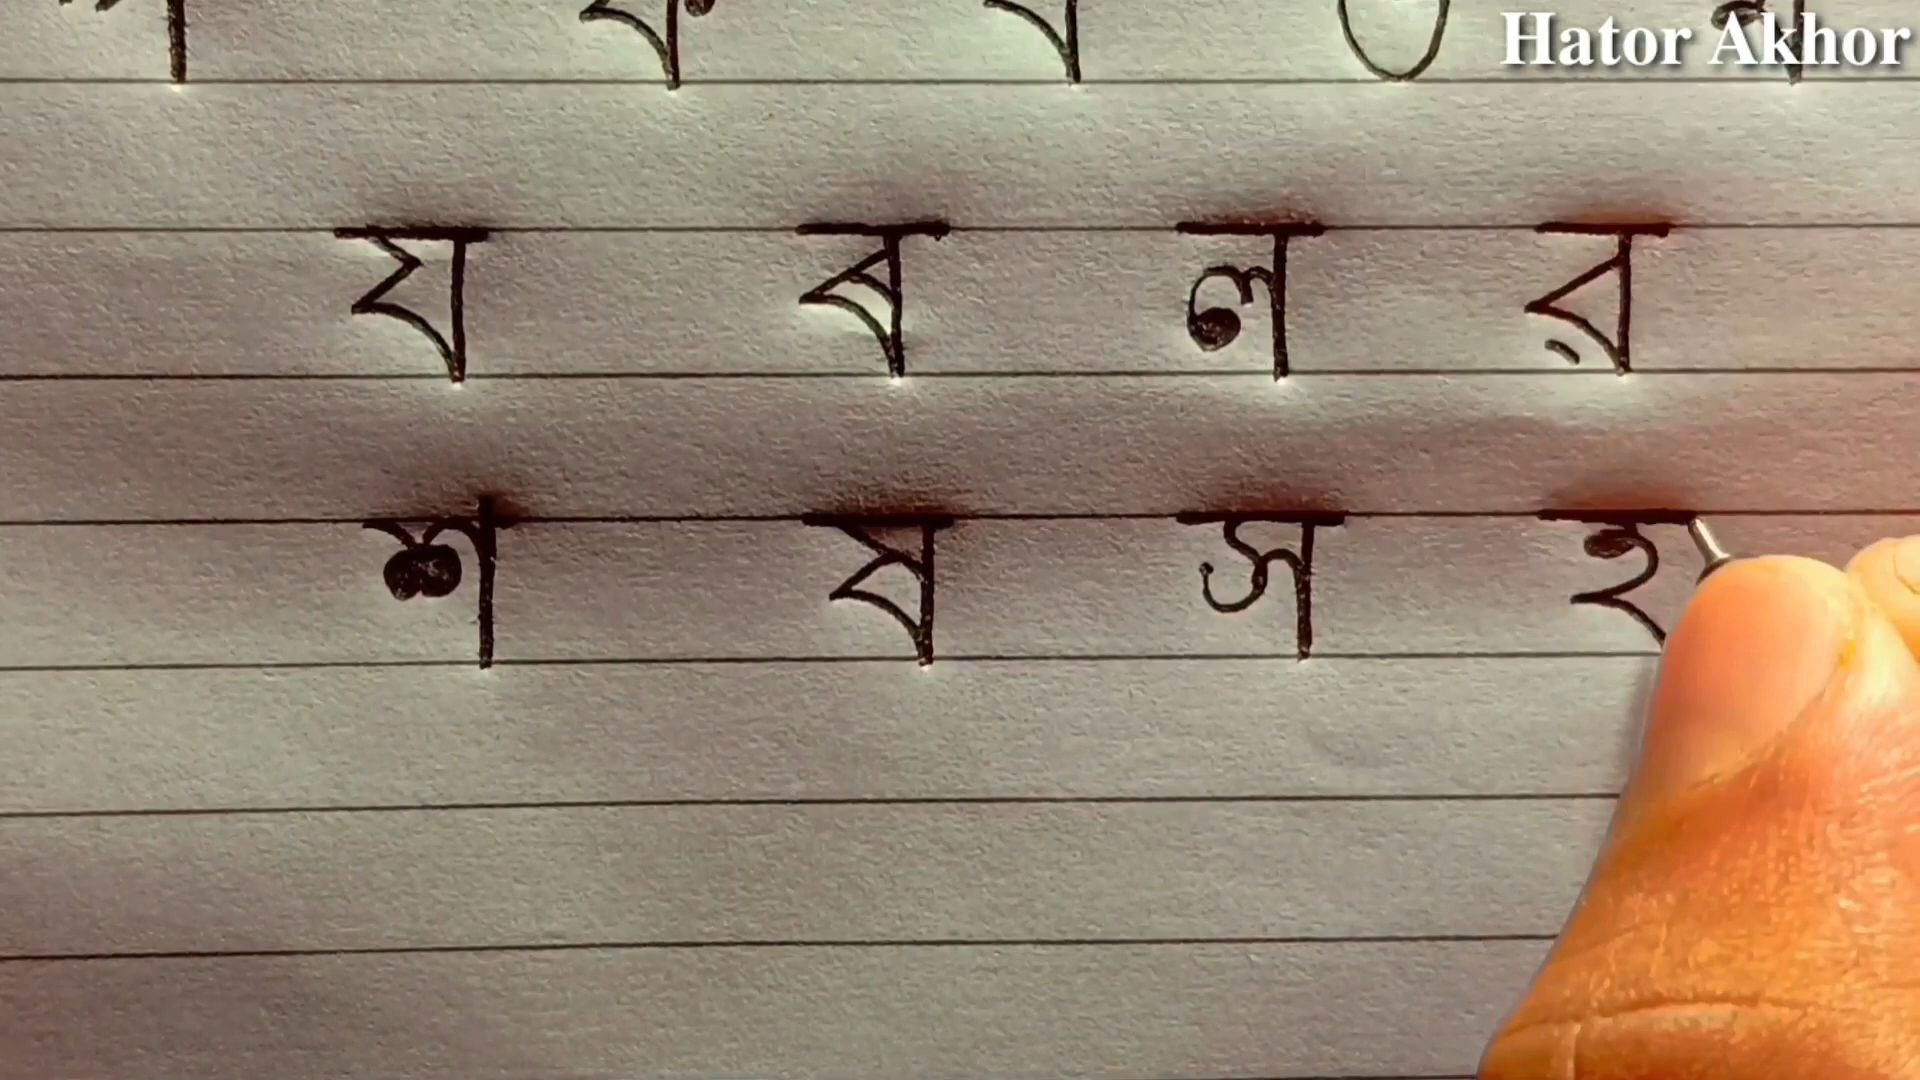 Hator Akhor
য ৰ ল ৱ
শ ষ স হ